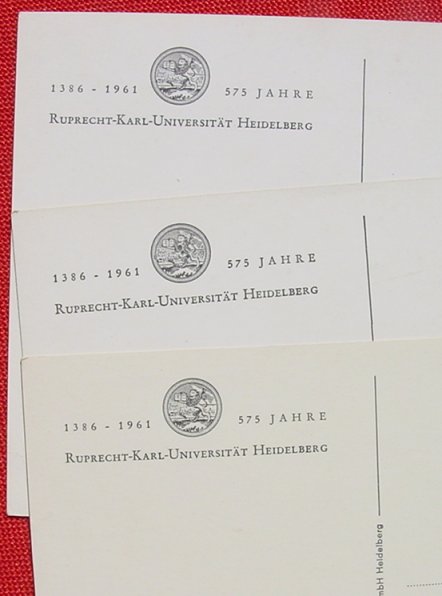 1386 - 1961 575 JAHRE
RUPRECHT-KARL-UNIVERSITÄT HEIDELBERG
1386 - 1961 575 JAHRE
RUPRECHT-KARL-UNIVERSITÄT HEIDELBERG
1386 - 1961 575 JAHRE
RUPRECHT-KARL-UNIVERSITÄT HEIDELBERG
mbH Heidelberg